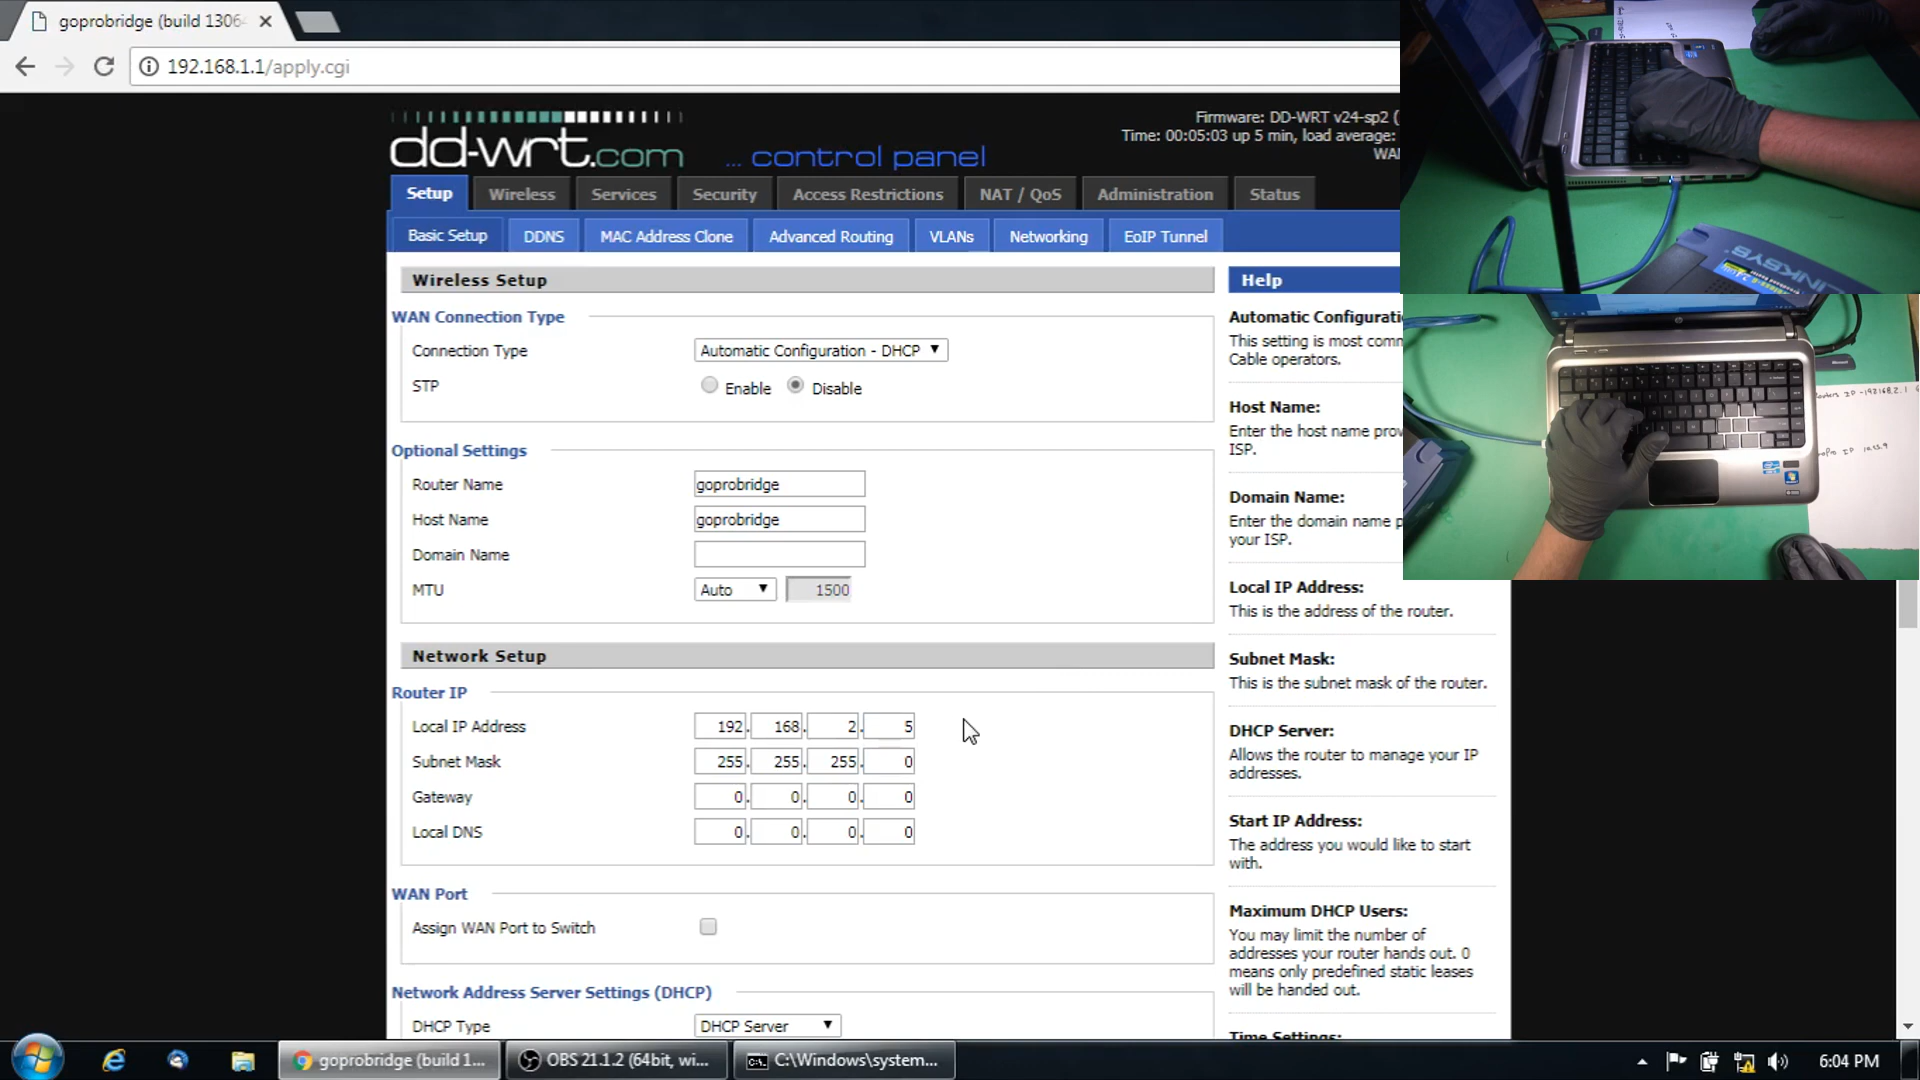 goprobridge (build 1306
192.168.1.1/apply.cgi
dd-wrt.com ... control panel
Firmware: DD-WRT v24-sp2 (
Time: 00:05:03 up 5 min, load average:
WA
Setup Wireless Services Security Access Restrictions NAT / QoS Administration Status
Basic Setup DDNS MAC Address Clone Advanced Routing VLANs Networking EoIP Tunnel
Wireless Setup
WAN Connection Type
Connection Type Automatic Configuration - DHCP
STP Enable Disable
Optional Settings
Router Name goprobridge
Host Name goprobridge
Domain Name
MTU Auto 1500
Network Setup
Router IP
Local IP Address 192. 168. 2. 5
Subnet Mask 255. 255. 255. 0
Gateway 0. 0. 0. 0
Local DNS 0. 0. 0. 0
WAN Port
Assign WAN Port to Switch
Network Address Server Settings (DHCP)
DHCP Type DHCP Server
Help
Automatic Configurati
This setting is most comm
Cable operators.
Host Name:
Enter the host name prov
ISP.
Domain Name:
Enter the domain name p
your ISP.
Local IP Address:
This is the address of the router.
Subnet Mask:
This is the subnet mask of the router.
DHCP Server:
Allows the router to manage your IP
addresses.
Start IP Address:
The address you would like to start
with.
Maximum DHCP Users:
You may limit the number of
addresses your router hands out. 0
means only predefined static leases
will be handed out.
Time Settings:
LINKSYS
IP -192.168.2.1
IP
goprobridge (build 1...
OBS 21.1.2 (64bit, wi...
C:\Windows\system...
6:04 PM